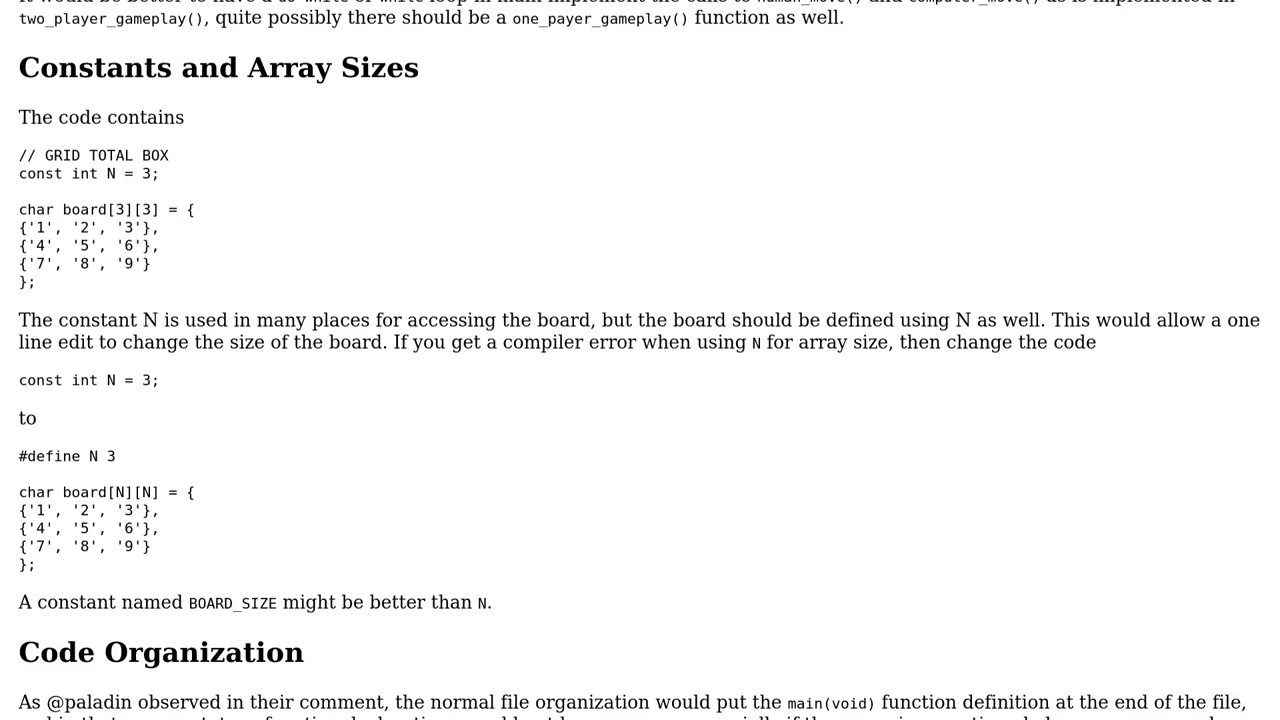 two_player_gameplay(), quite possibly there should be a one_payer_gameplay() function as well.
Constants and Array Sizes
The code contains
// GRID TOTAL BOX
const int N = 3;
char board[3][3] = {
{'1', '2', '3'},
{'4', '5', '6'},
{'7', '8', '9'}
};
The constant N is used in many places for accessing the board, but the board should be defined using N as well. This would allow a one
line edit to change the size of the board. If you get a compiler error when using N for array size, then change the code
const int N = 3;
to
#define N 3
char board[N][N] = {
{'1', '2', '3'},
{'4', '5', '6'},
{'7', '8', '9'}
};
A constant named BOARD_SIZE might be better than N.
Code Organization
As @paladin observed in their comment, the normal file organization would put the main(void) function definition at the end of the file,